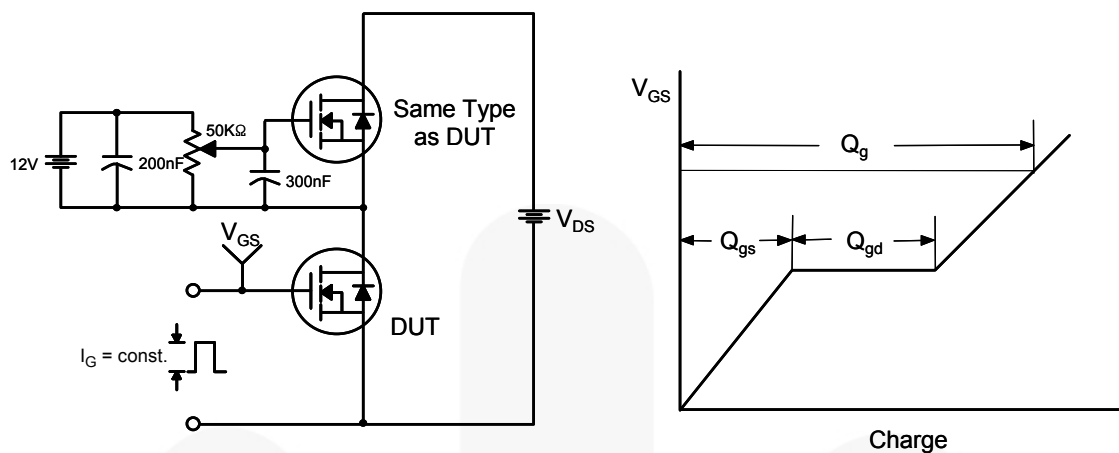 12V
200nF
50KΩ
300nF
Same Type
as DUT
V_DS
V_GS
DUT
I_G = const.
V_GS
Q_g
Q_gs
Q_gd
Charge